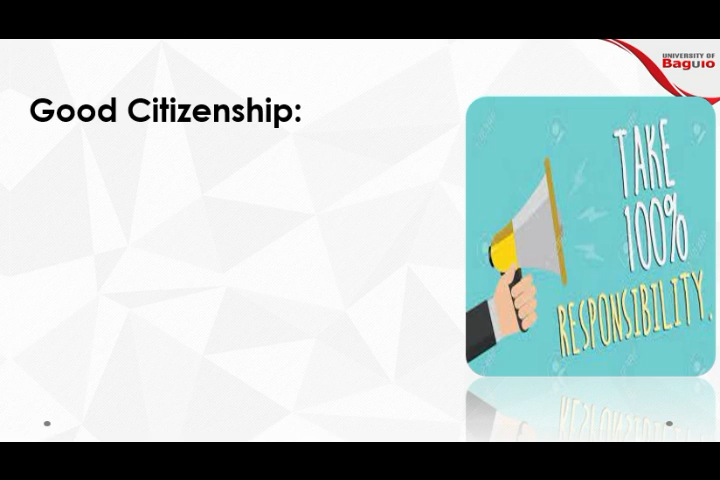 UNIVERSITY OF
Baguio
Good Citizenship:
TAKE
100%
RESPONSIBILITY.